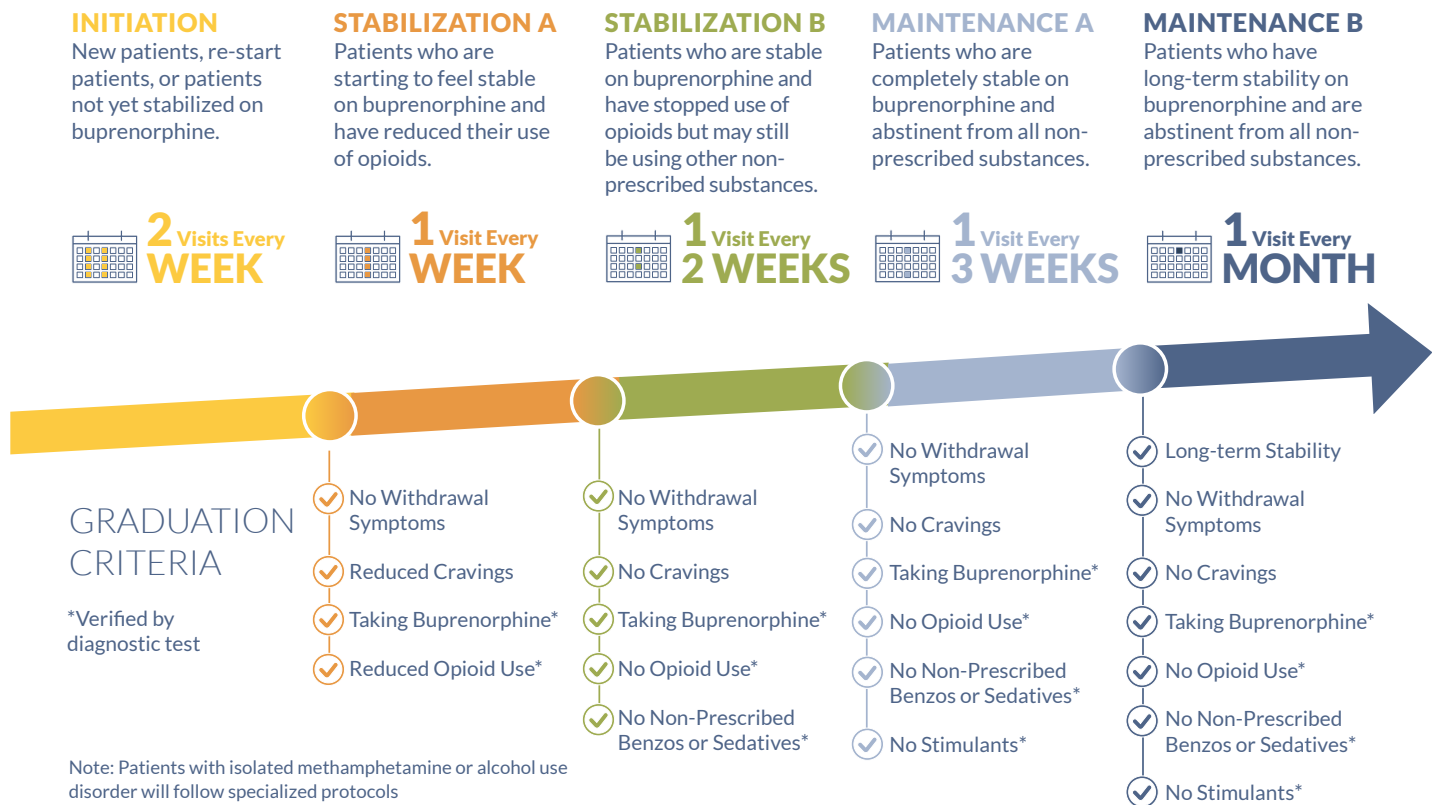 INITIATION
New patients, re-start
patients, or patients
not yet stabilized on
buprenorphine.
2 Visits Every
WEEK
STABILIZATION A
Patients who are
starting to feel stable
on buprenorphine and
have reduced their use
of opioids.
1 Visit Every
WEEK
STABILIZATION B
Patients who are stable
on buprenorphine and
have stopped use of
opioids but may still
be using other non-
prescribed substances.
1 Visit Every
2 WEEKS
MAINTENANCE A
Patients who are
completely stable on
buprenorphine and
abstinent from all non-
prescribed substances.
1 Visit Every
3 WEEKS
MAINTENANCE B
Patients who have
long-term stability on
buprenorphine and are
abstinent from all non-
prescribed substances.
1 Visit Every
MONTH
GRADUATION
CRITERIA
*Verified by
diagnostic test
No Withdrawal
Symptoms
Reduced Cravings
Taking Buprenorphine*
Reduced Opioid Use*
No Withdrawal
Symptoms
No Cravings
Taking Buprenorphine*
No Opioid Use*
No Non-Prescribed
Benzos or Sedatives*
No Withdrawal
Symptoms
No Cravings
Taking Buprenorphine*
No Opioid Use*
No Non-Prescribed
Benzos or Sedatives*
No Stimulants*
Long-term Stability
No Withdrawal
Symptoms
No Cravings
Taking Buprenorphine*
No Opioid Use*
No Non-Prescribed
Benzos or Sedatives*
No Stimulants*
Note: Patients with isolated methamphetamine or alcohol use
disorder will follow specialized protocols